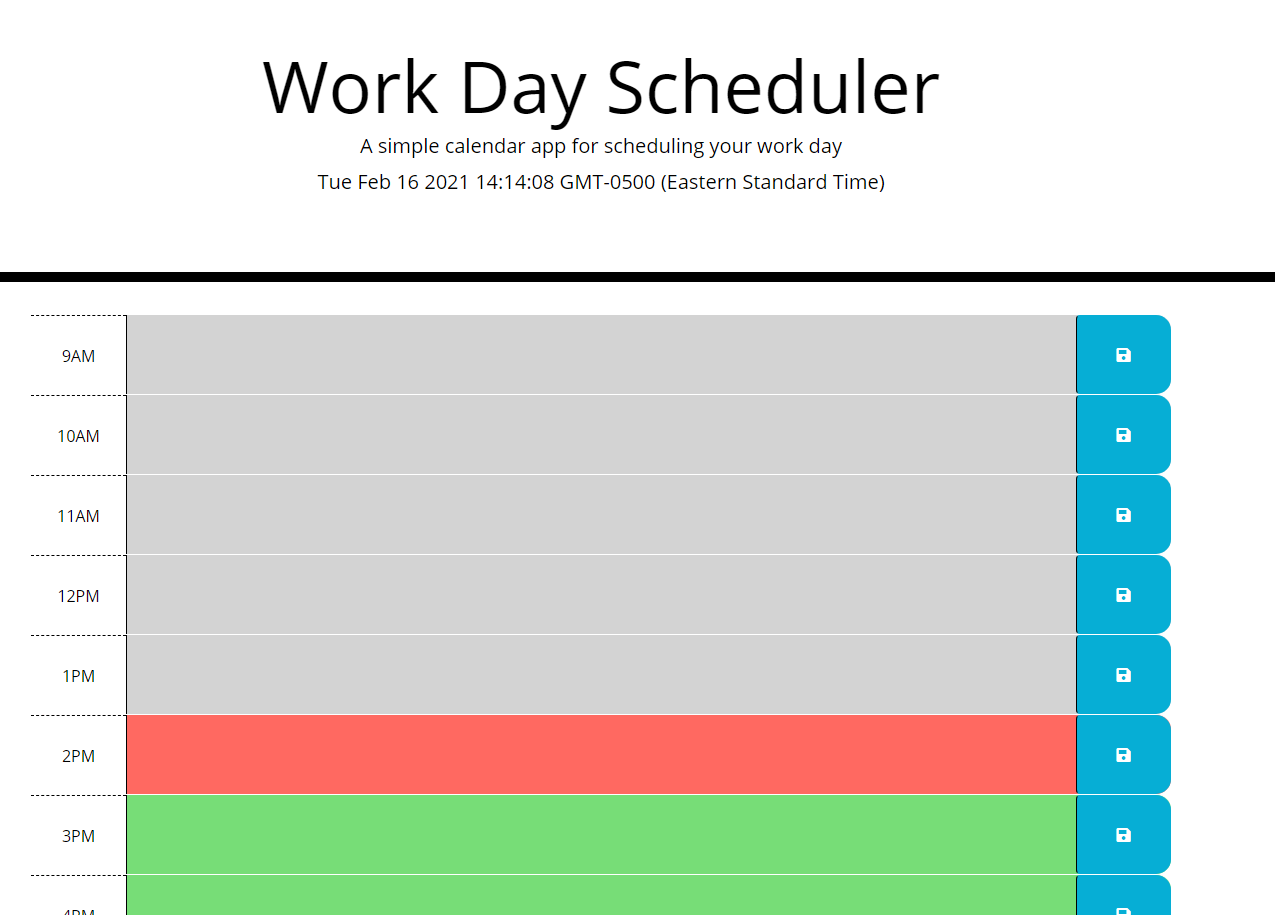 Work Day Scheduler
A simple calendar app for scheduling your work day
Tue Feb 16 2021 14:14:08 GMT-0500 (Eastern Standard Time)
9AM
10AM
11AM
12PM
1PM
2PM
3PM
4PM